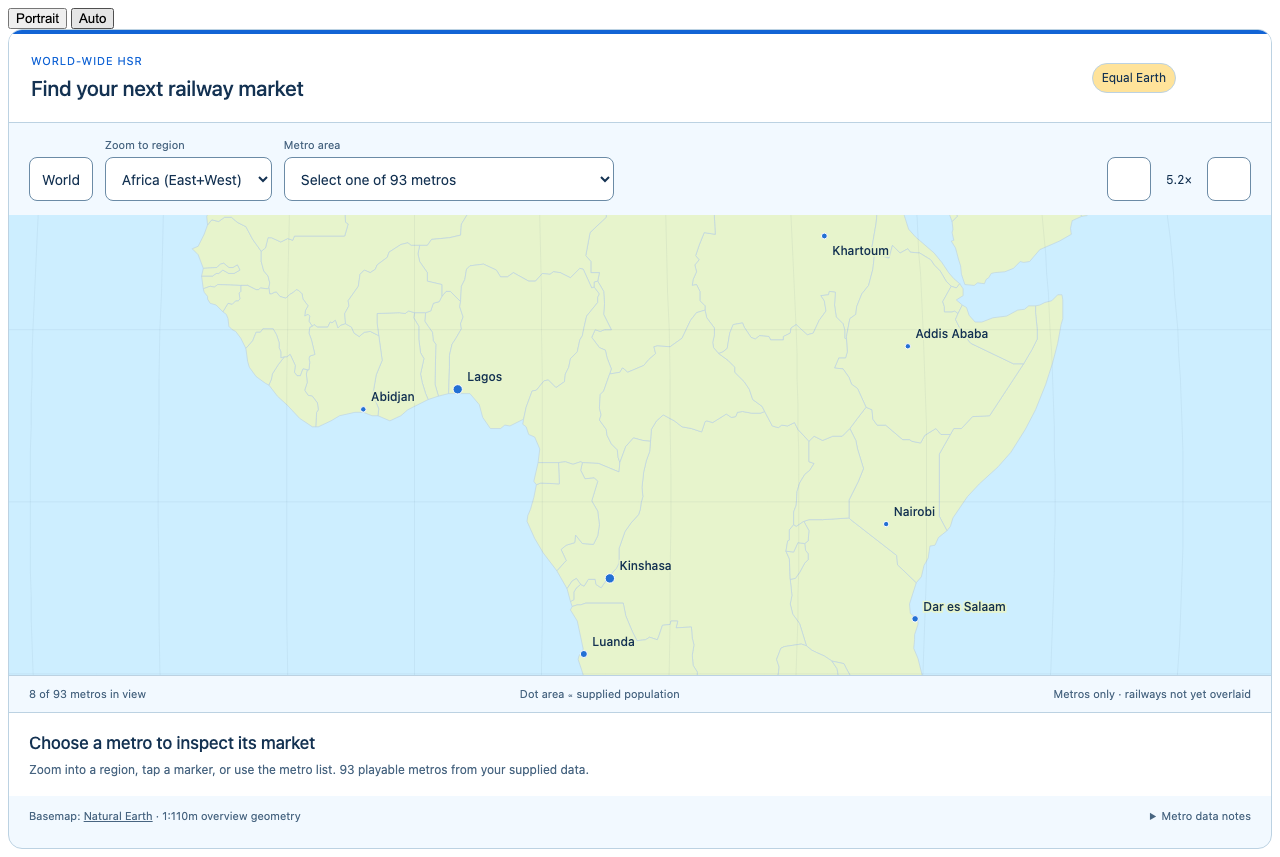 Portrait
Auto
WORLD-WIDE HSR
Find your next railway market
Equal Earth
Zoom to region
Metro area
World
Africa (East+West)
Select one of 93 metros
5.2×
Khartoum
Addis Ababa
Lagos
Abidjan
Nairobi
Kinshasa
Dar es Salaam
Luanda
8 of 93 metros in view
Dot area ∝ supplied population
Metros only · railways not yet overlaid
Choose a metro to inspect its market
Zoom into a region, tap a marker, or use the metro list. 93 playable metros from your supplied data.
Basemap: Natural Earth · 1:110m overview geometry
▶ Metro data notes